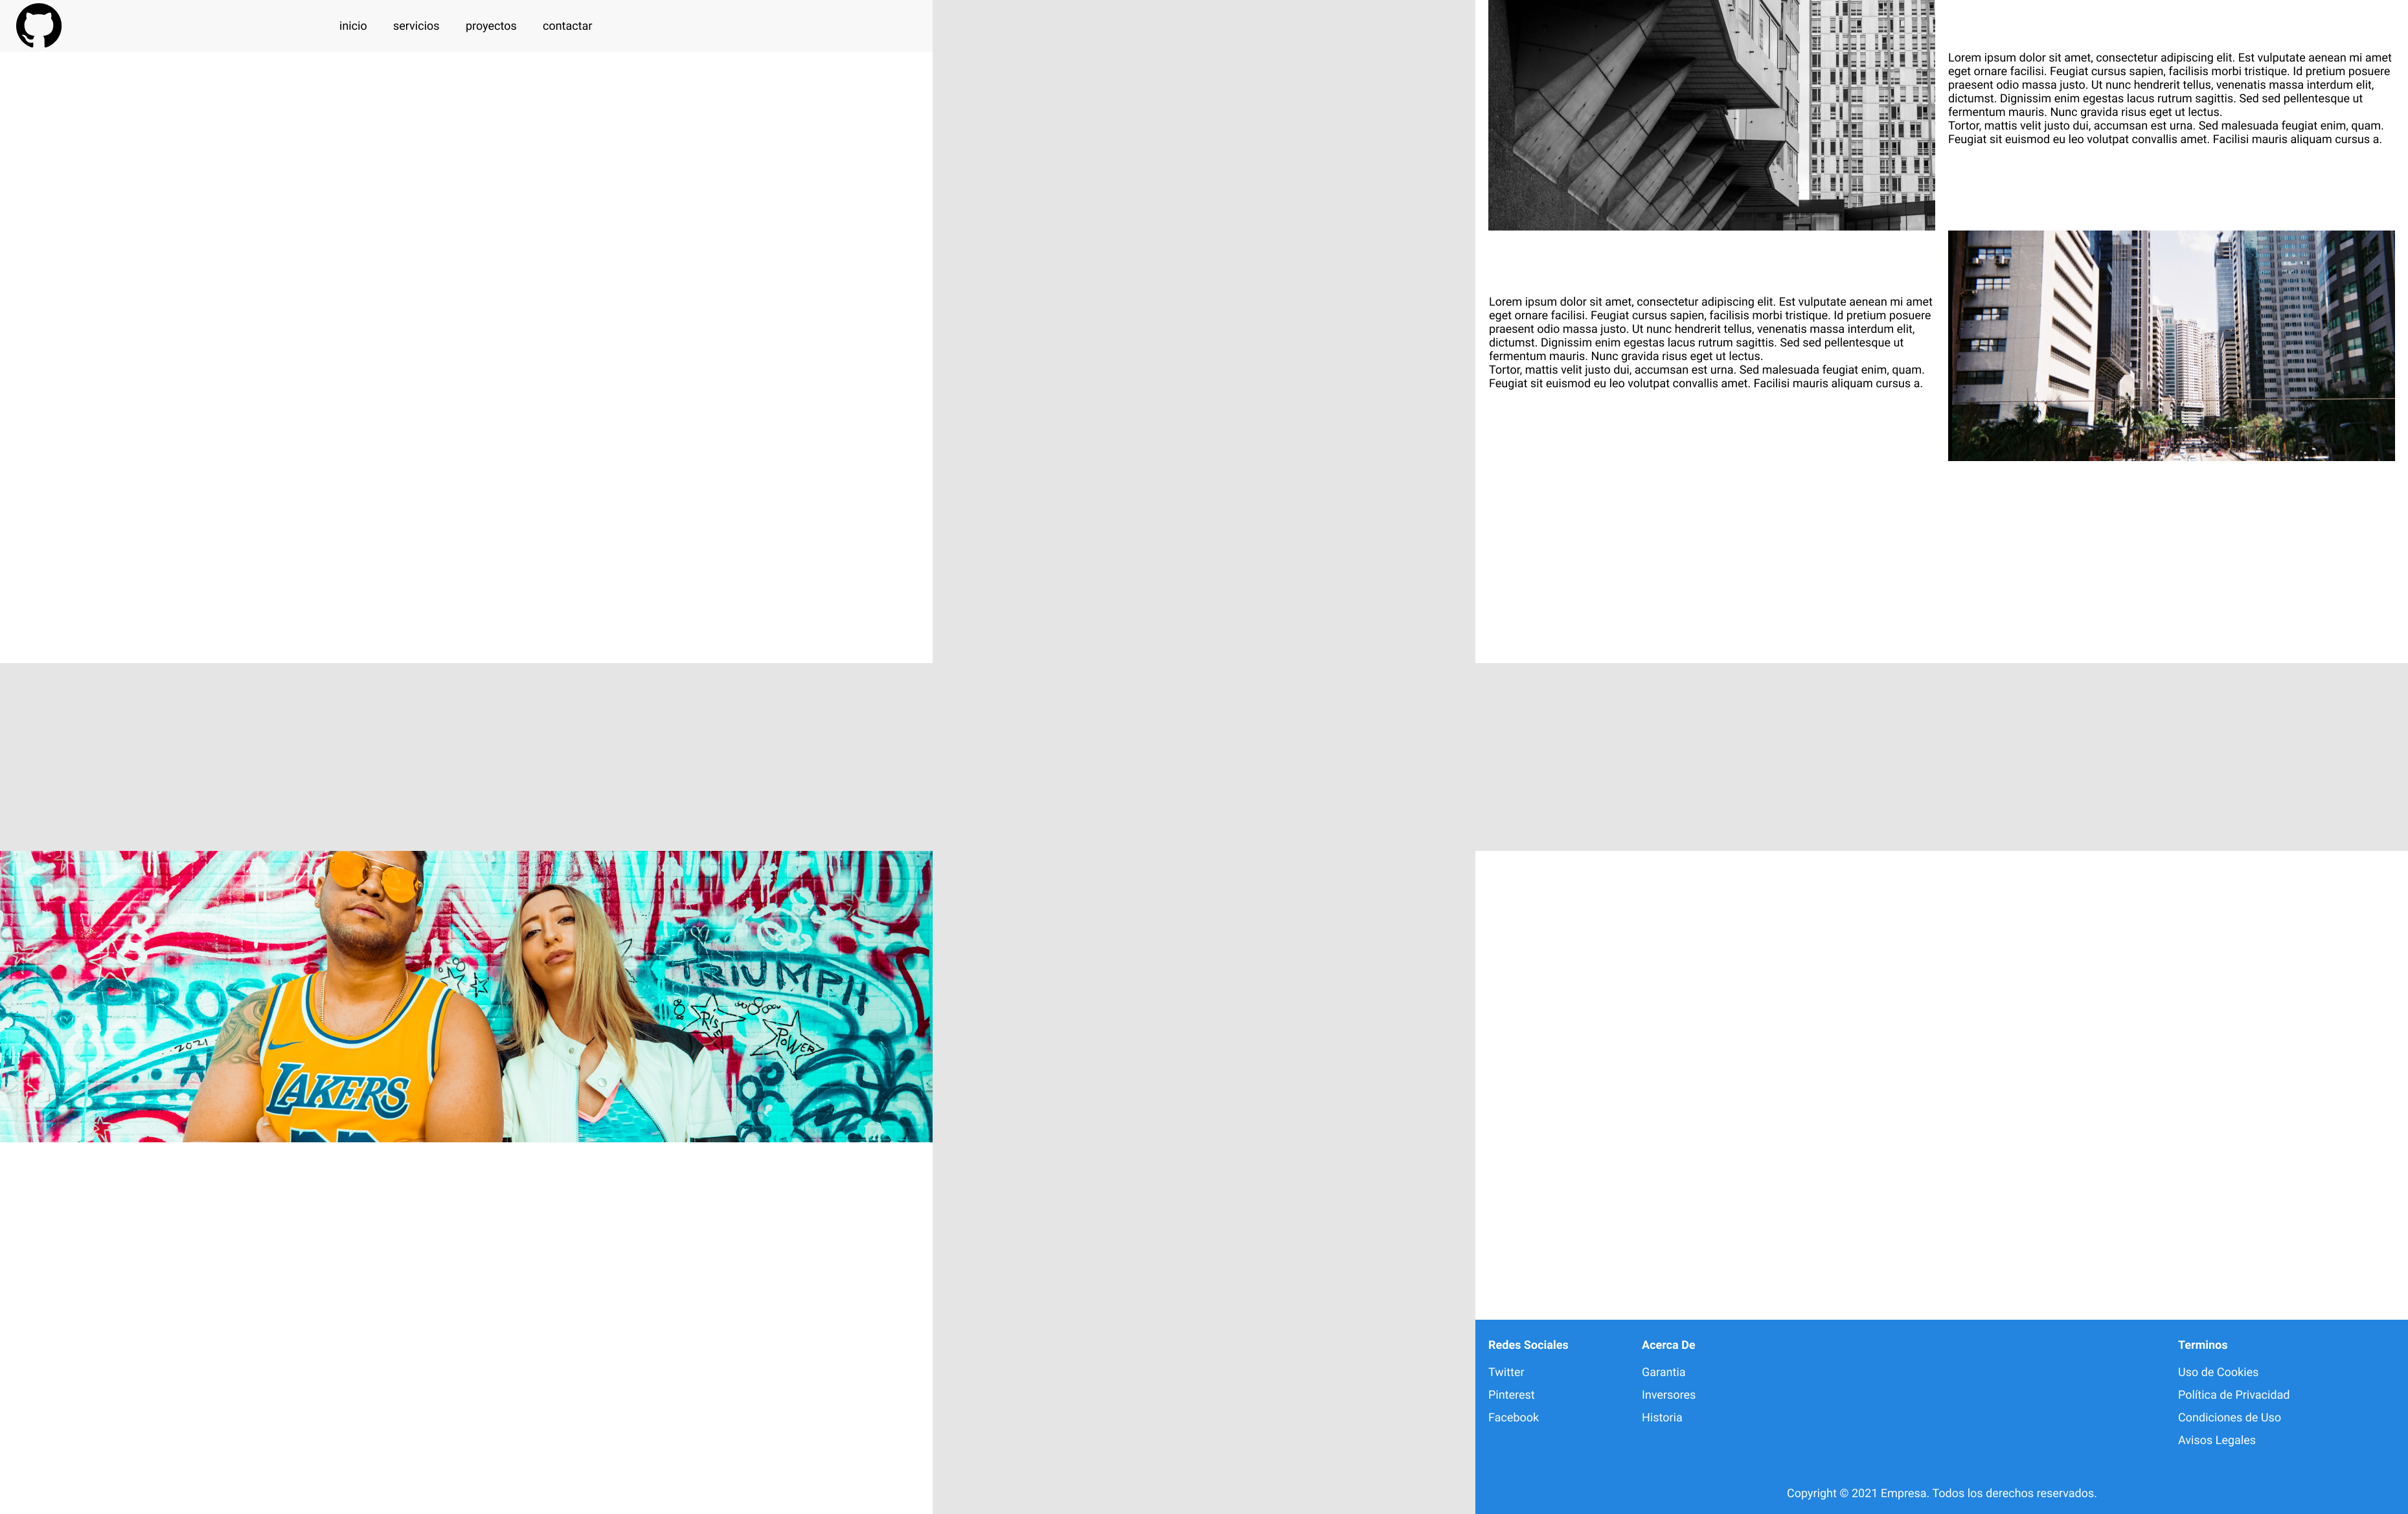 inicio servicios proyectos contactar
Lorem ipsum dolor sit amet, consectetur adipiscing elit. Est vulputate aenean mi amet
eget ornare facilisi. Feugiat cursus sapien, facilisis morbi tristique. Id pretium posuere
praesent odio massa justo. Ut nunc hendrerit tellus, venenatis massa interdum elit,
dictumst. Dignissim enim egestas lacus rutrum sagittis. Sed sed pellentesque ut
fermentum mauris. Nunc gravida risus eget ut lectus.
Tortor, mattis velit justo dui, accumsan est urna. Sed malesuada feugiat enim, quam.
Feugiat sit euismod eu leo volutpat convallis amet. Facilisi mauris aliquam cursus a.
Lorem ipsum dolor sit amet, consectetur adipiscing elit. Est vulputate aenean mi amet
eget ornare facilisi. Feugiat cursus sapien, facilisis morbi tristique. Id pretium posuere
praesent odio massa justo. Ut nunc hendrerit tellus, venenatis massa interdum elit,
dictumst. Dignissim enim egestas lacus rutrum sagittis. Sed sed pellentesque ut
fermentum mauris. Nunc gravida risus eget ut lectus.
Tortor, mattis velit justo dui, accumsan est urna. Sed malesuada feugiat enim, quam.
Feugiat sit euismod eu leo volutpat convallis amet. Facilisi mauris aliquam cursus a.
TRIUMPH
RISE
POWER
2021
LAKERS
Redes Sociales
Twitter
Pinterest
Facebook
Acerca De
Garantia
Inversores
Historia
Terminos
Uso de Cookies
Política de Privacidad
Condiciones de Uso
Avisos Legales
Copyright © 2021 Empresa. Todos los derechos reservados.